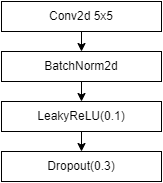 Conv2d 5x5
BatchNorm2d
LeakyReLU(0.1)
Dropout(0.3)